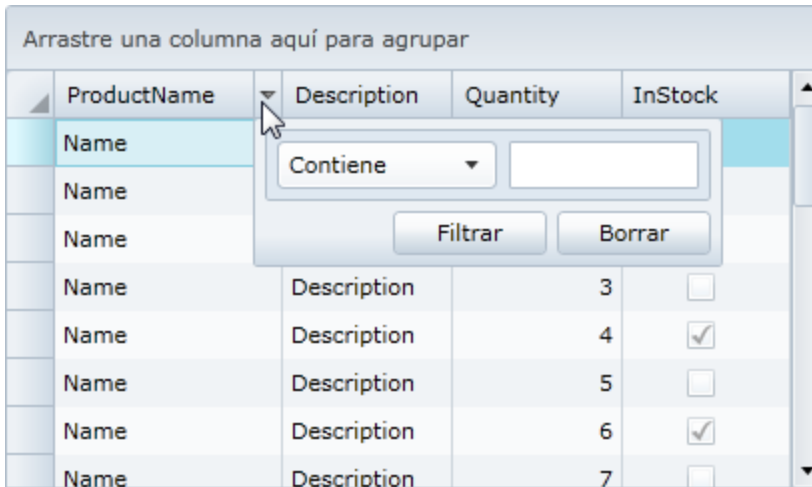 Arrastre una columna aquí para agrupar
ProductName Description Quantity InStock
Name
Contiene
Name
Filtrar Borrar
Name
Name Description 3
Name Description 4
Name Description 5
Name Description 6
Name Description 7